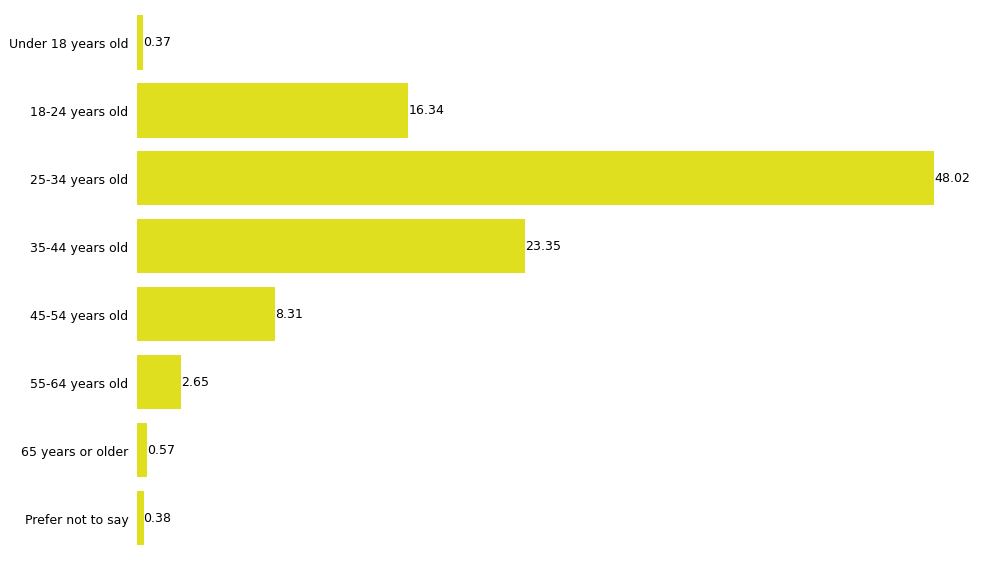 Under 18 years old 0.37
18-24 years old 16.34
25-34 years old 48.02
35-44 years old 23.35
45-54 years old 8.31
55-64 years old 2.65
65 years or older 0.57
Prefer not to say 0.38